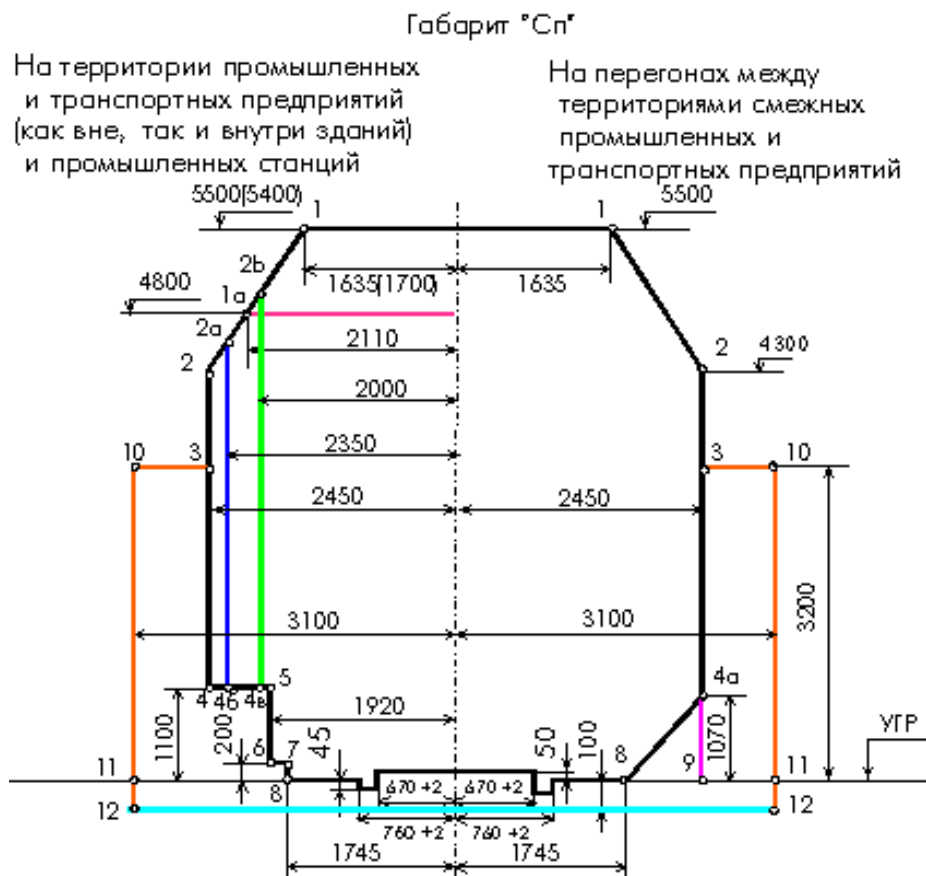 Габарит "Сп"
На территории промышленных
и транспортных предприятий
(как вне, так и внутри зданий)
и промышленных станций
На перегонах между
территориями смежных
промышленных и
транспортных предприятий
5500(5400)
1
1
5500
2b
1635(1700)
1635
4800
1a
2a
2110
2
2
4300
2000
10
3
2350
3
10
2450
2450
3100
3100
3200
4
4б
4в
5
4a
1920
1100
200
6
7
45
50
100
8
1070
УГР
11
8
670 +2
670 +2
9
11
12
12
760 +2
760 +2
1745
1745